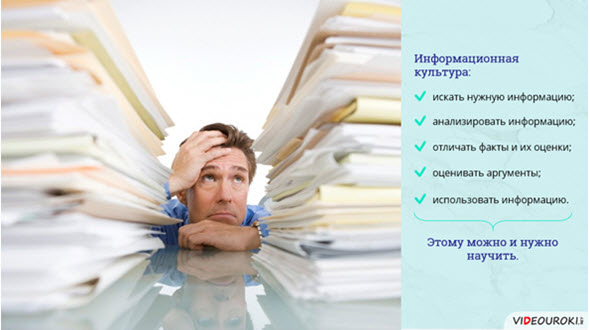 Информационная
культура:
искать нужную информацию;
анализировать информацию;
отличать факты и их оценки;
оценивать аргументы;
использовать информацию.
Этому можно и нужно
научить.
VIDEOUROKI